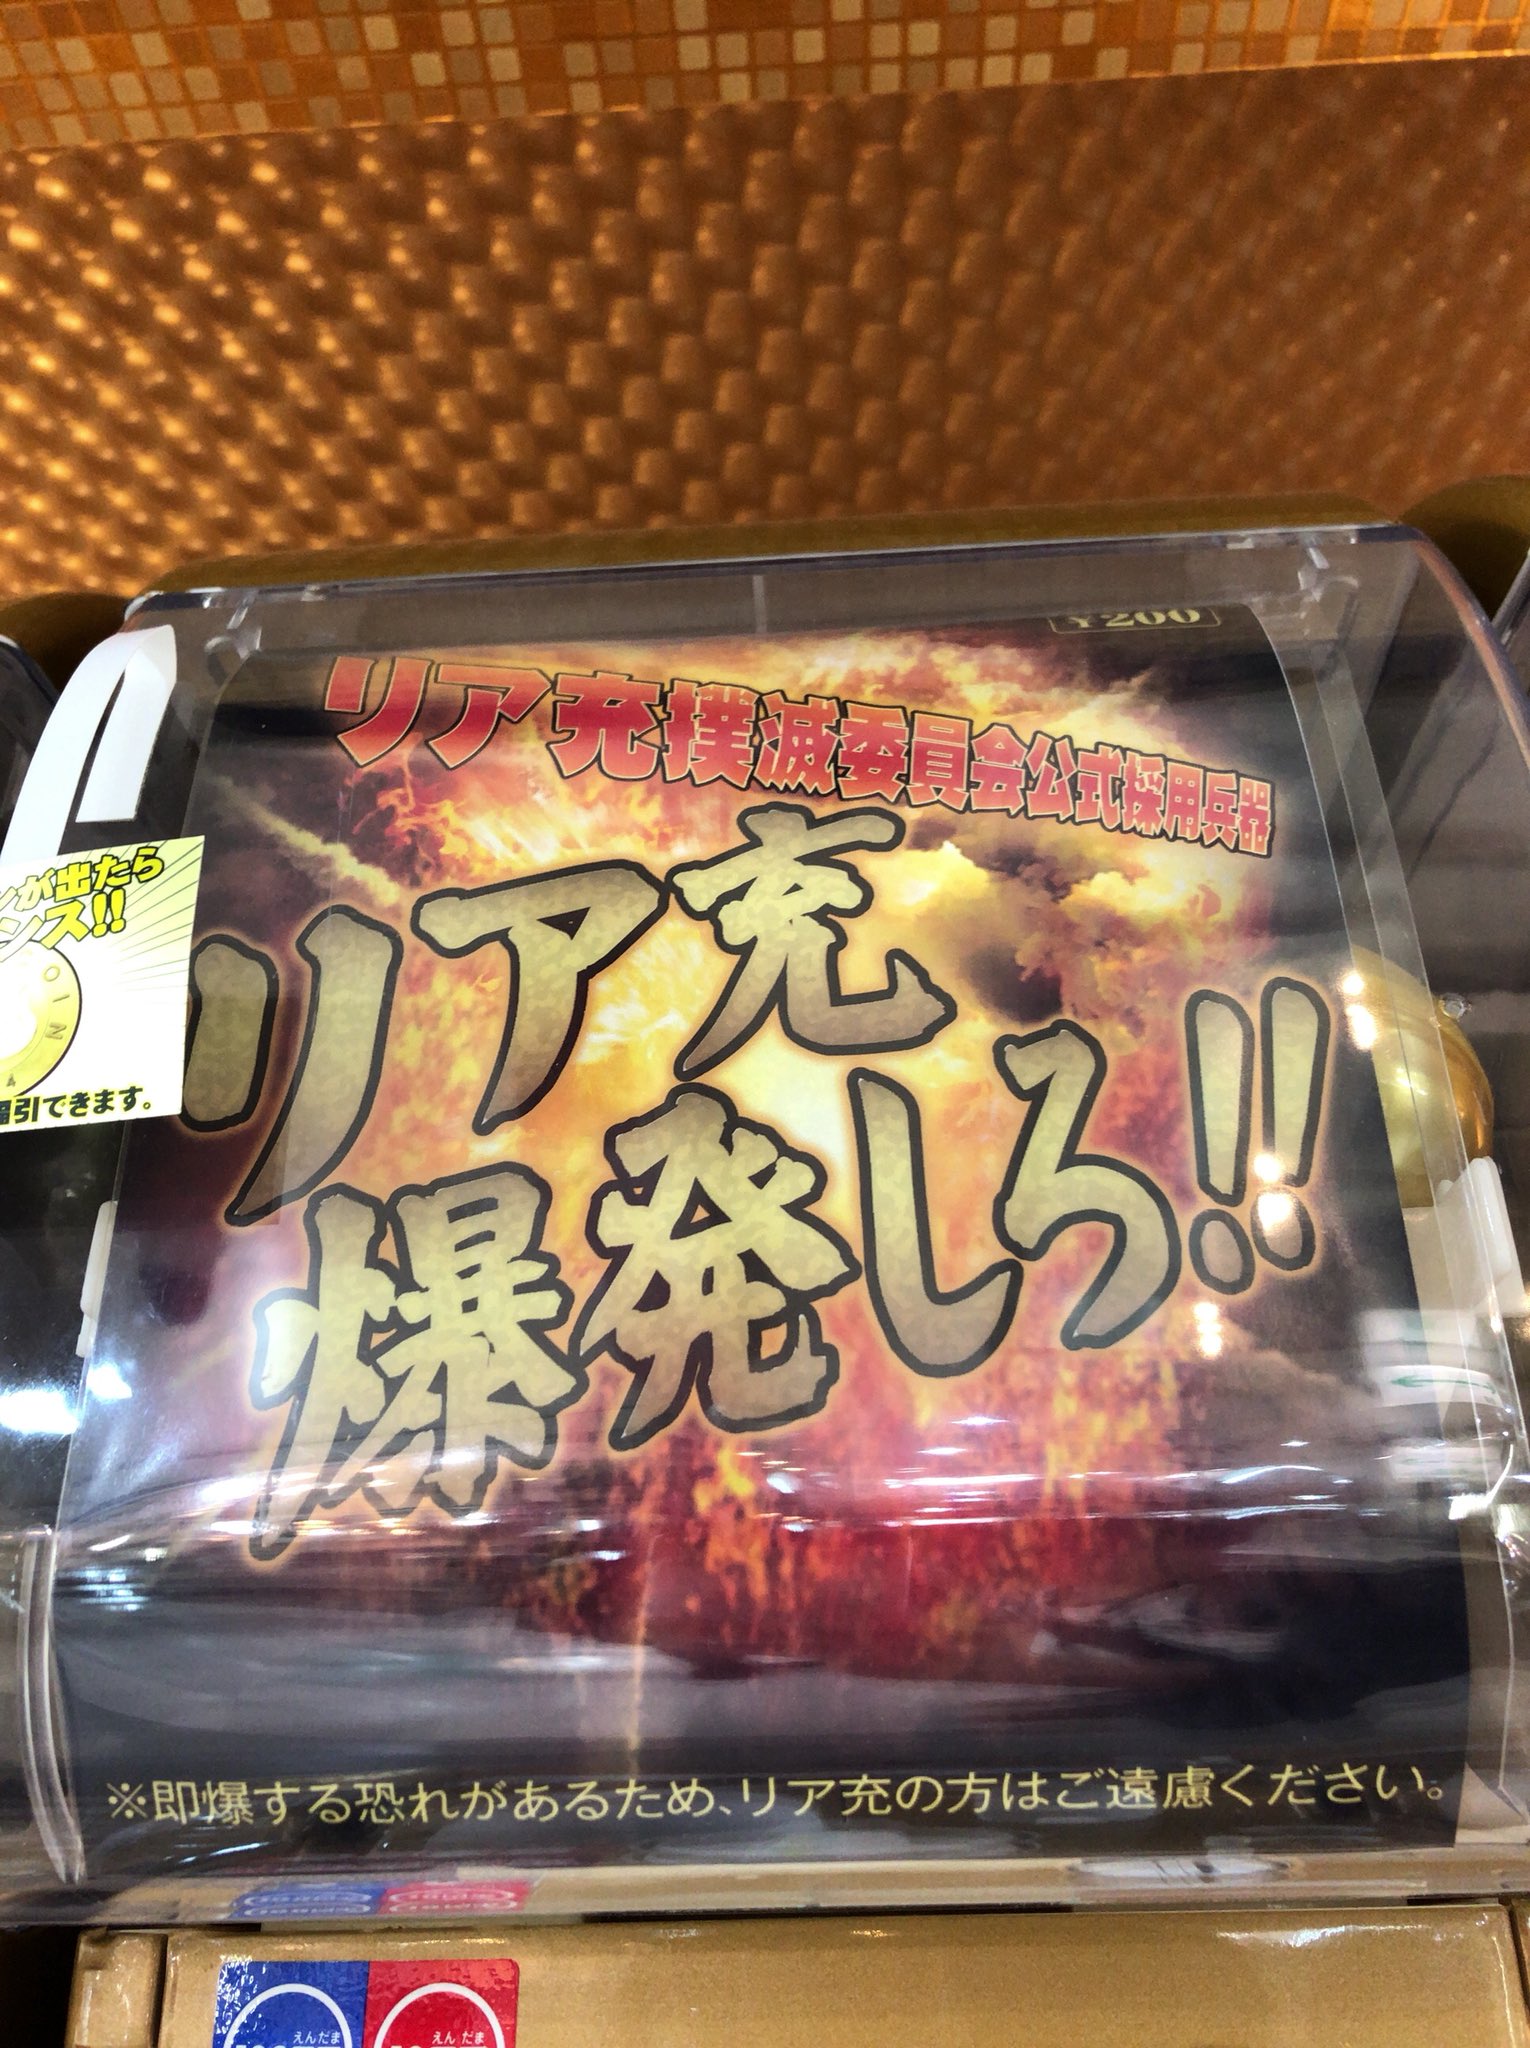 ¥200
リア充撲滅委員会公式採用兵器
リア充
爆発しろ!!
が出たら
ンス!!
OIN
引できます。
※即爆する恐れがあるため、リア充の方はご遠慮ください。
えんだま
えんだま